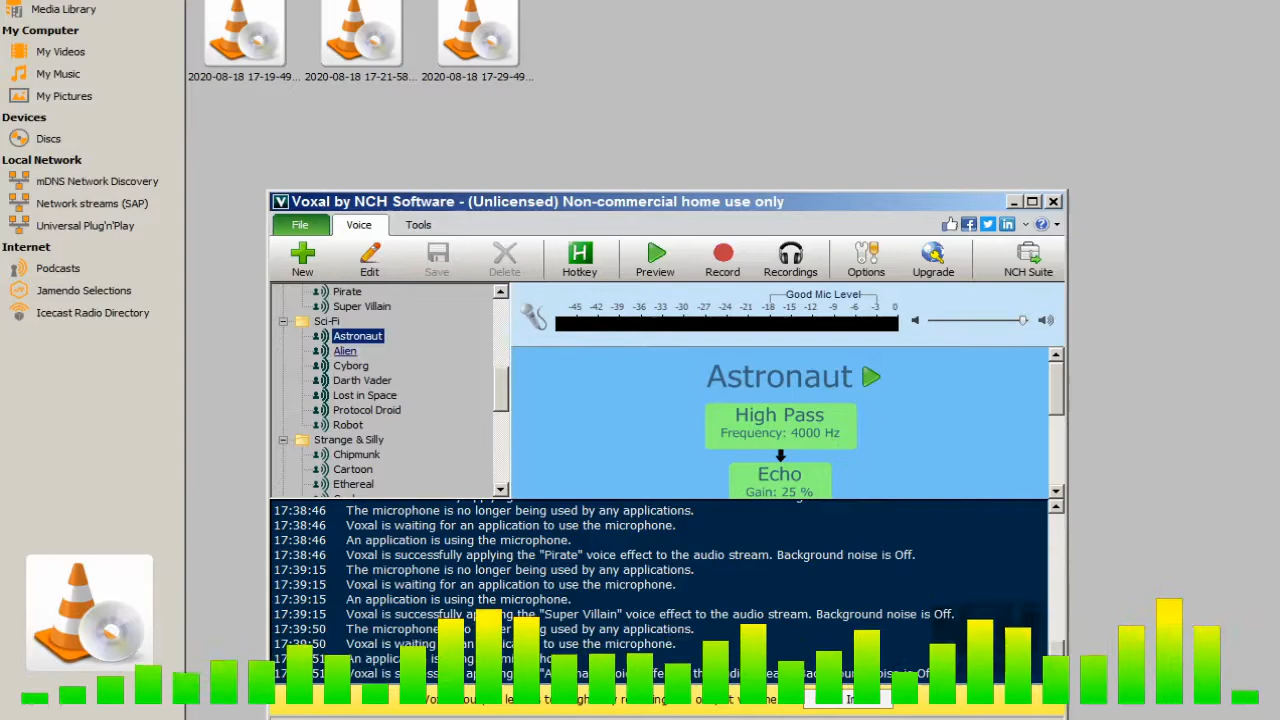 Media Library
My Computer
My Videos
My Music
My Pictures
Devices
Discs
Local Network
mDNS Network Discovery
Network streams (SAP)
Universal Plug'n'Play
Internet
Podcasts
Jamendo Selections
Icecast Radio Directory
2020-08-18 17-19-49...
2020-08-18 17-21-58...
2020-08-18 17-29-49...
Voxal by NCH Software - (Unlicensed) Non-commercial home use only
File Voice Tools
New Edit Save Delete Hotkey Preview Record Recordings Options Upgrade NCH Suite
Pirate
Super Villain
Sci-Fi
Astronaut
Alien
Cyborg
Darth Vader
Lost in Space
Protocol Droid
Robot
Strange & Silly
Chipmunk
Cartoon
Ethereal
Good Mic Level
-45 -42 -39 -36 -33 -30 -27 -24 -21 -18 -15 -12 -9 -6 -3 0
Astronaut
High Pass
Frequency: 4000 Hz
Echo
Gain: 25 %
17:38:46 The microphone is no longer being used by any applications.
17:38:46 Voxal is waiting for an application to use the microphone.
17:38:46 An application is using the microphone.
17:38:46 Voxal is successfully applying the "Pirate" voice effect to the audio stream. Background noise is Off.
17:39:15 The microphone is no longer being used by any applications.
17:39:15 Voxal is waiting for an application to use the microphone.
17:39:15 An application is using the microphone.
17:39:15 Voxal is successfully the "Super Villain" voice effect to the audio stream. Background noise is Off.
17:39:50 The being used by any applications.
Voxal is application to use the microphone.